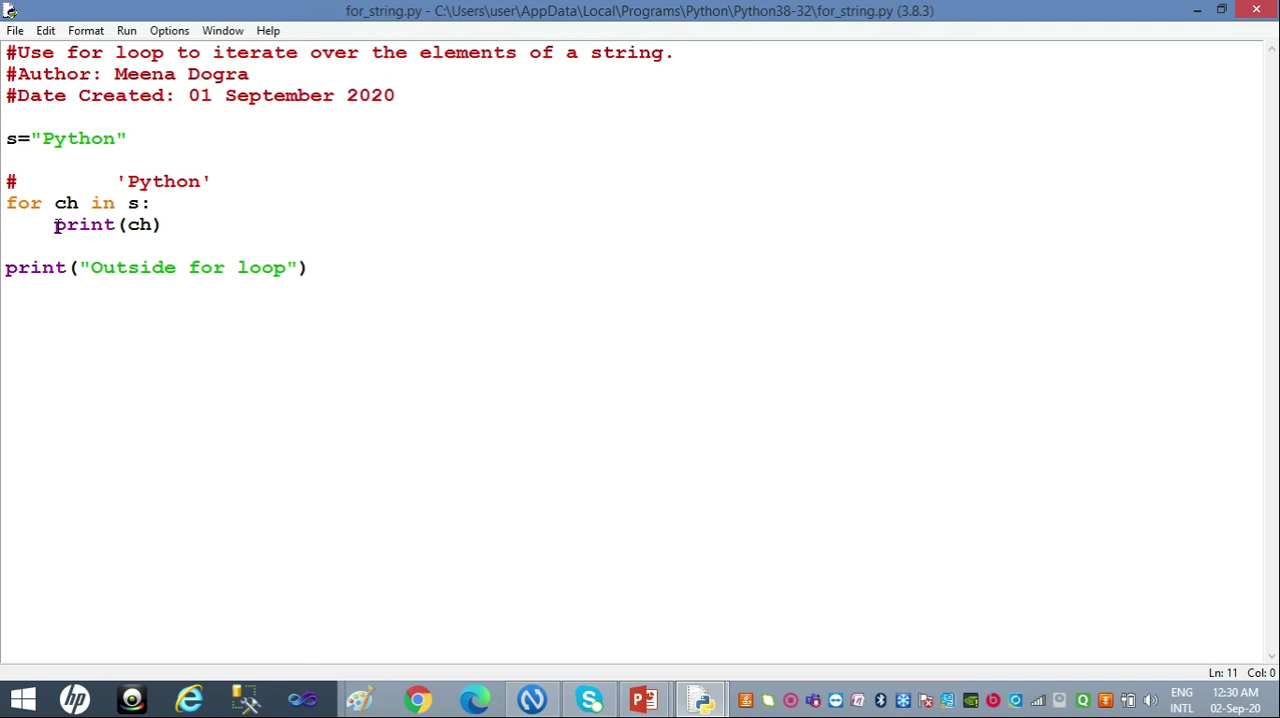 for_string.py - C:\Users\user\AppData\Local\Programs\Python\Python38-32\for_string.py (3.8.3)
File Edit Format Run Options Window Help
#Use for loop to iterate over the elements of a string.
#Author: Meena Dogra
#Date Created: 01 September 2020
s="Python"
#          'Python'
for ch in s:
    print(ch)
print("Outside for loop")
Ln: 11 Col: 0
ENG 12:30 AM
INTL 02-Sep-20